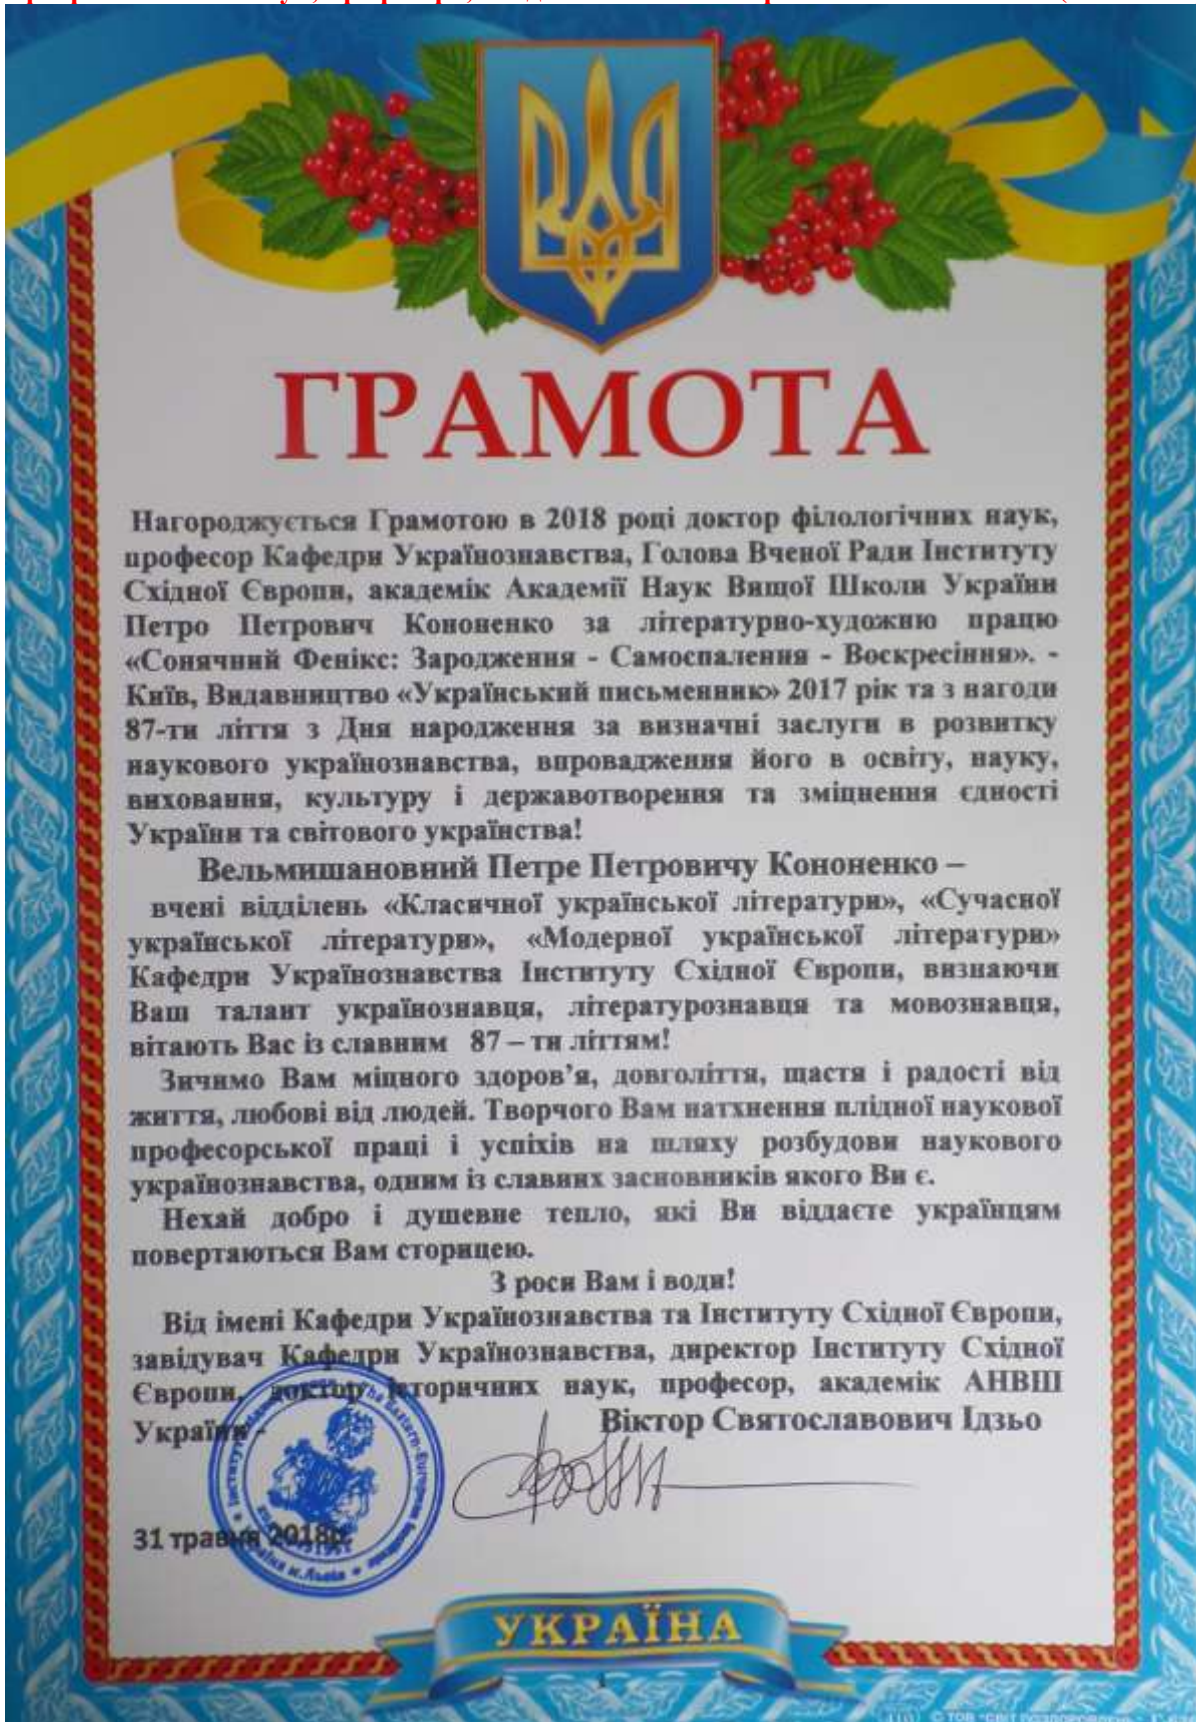 ГРАМОТА
Нагороджується Грамотою в 2018 році доктор філологічних наук,
професор Кафедри Українознавства, Голова Вченої Ради Інституту
Східної Європи, академік Академії Наук Вищої Школи України
Петро Петрович Кононенко за літературно-художню працю
«Сонячний Фенікс: Зародження - Самоспалення - Воскресіння». -
Київ, Видавництво «Український письменник» 2017 рік та з нагоди
87-ти ліття з Дня народження за визначні заслуги в розвитку
наукового українознавства, впровадження його в освіту, науку,
виховання, культуру і державотворення та зміцнення єдності
України та світового українства!
Вельмишановний Петре Петровичу Кононенко –
вчені відділень «Класичної української літератури», «Сучасної
української літератури», «Модерної української літератури»
Кафедри Українознавства Інституту Східної Європи, визнаючи
Ваш талант українознавця, літературознавця та мовознавця,
вітають Вас із славним 87 – ти літтям!
Зичимо Вам міцного здоров’я, довголіття, щастя і радості від
життя, любові від людей. Творчого Вам натхнення плідної наукової
професорської праці і успіхів на шляху розбудови наукового
українознавства, одним із славних засновників якого Ви є.
Нехай добро і душевне тепло, які Ви віддаєте українцям
повертаються Вам сторицею.
З роси Вам і води!
Від імені Кафедри Українознавства та Інституту Східної Європи,
завідувач Кафедри Українознавства, директор Інституту Східної
Європи, доктор історичних наук, професор, академік АНВШ
України -
Віктор Святославович Ідзьо
31 травня 2018р.
УКРАЇНА